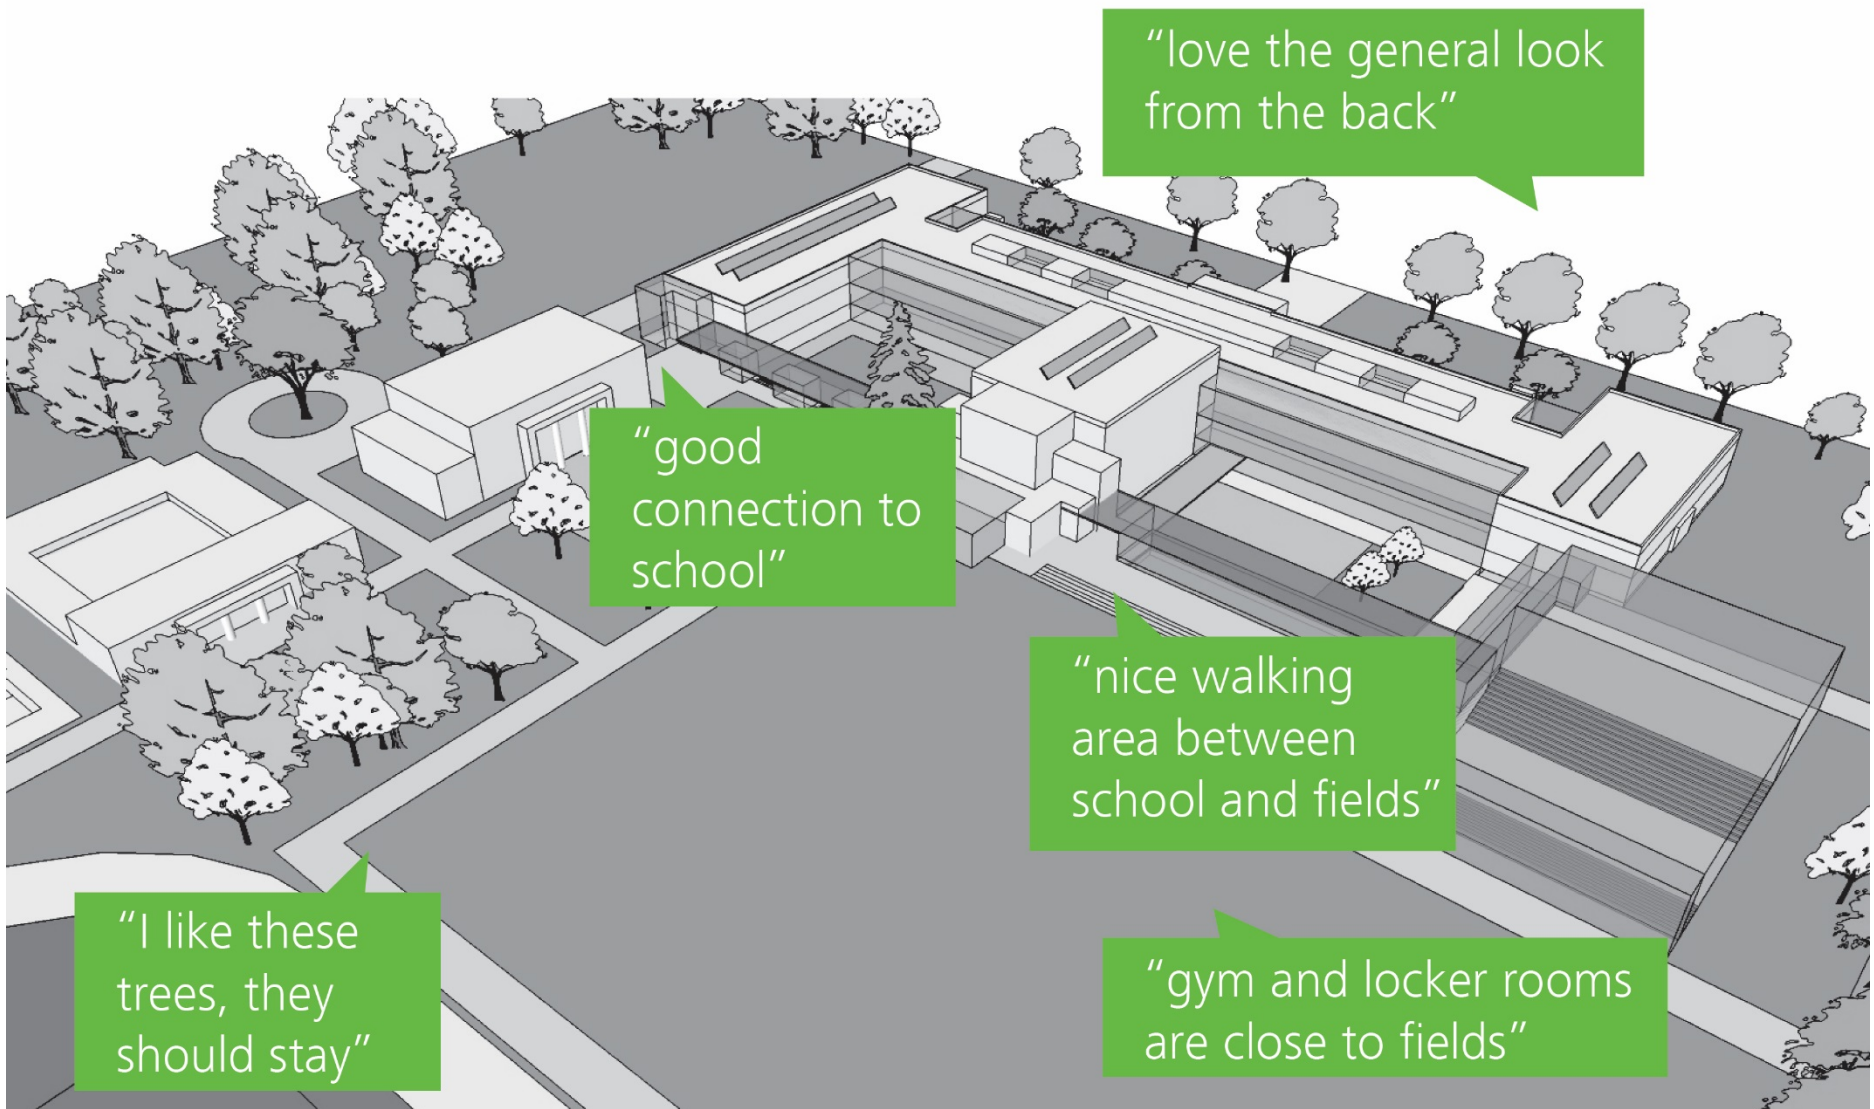 “love the general look
from the back”
“good
connection to
school”
“nice walking
area between
school and fields”
“I like these
trees, they
should stay”
“gym and locker rooms
are close to fields”